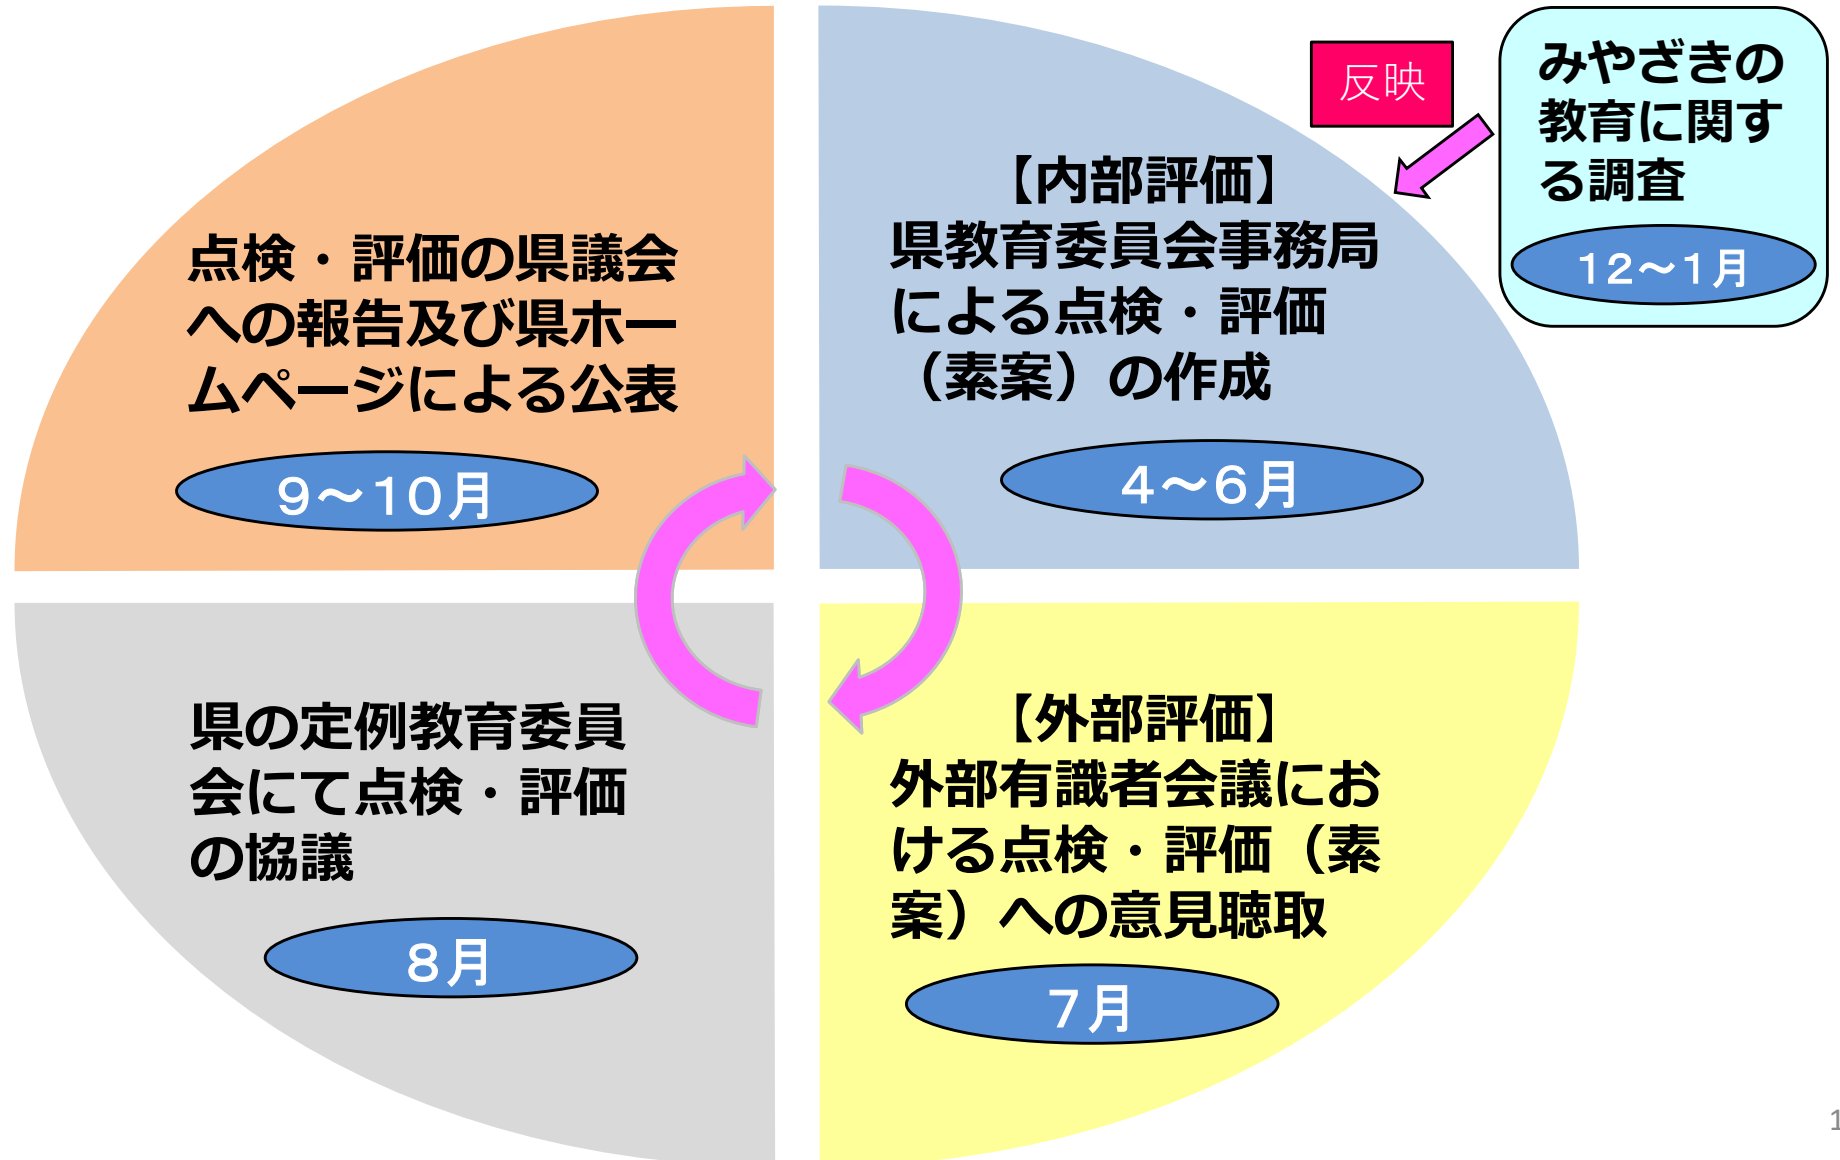 点検・評価の県議会
への報告及び県ホー
ムページによる公表
９～１０月
【内部評価】
県教育委員会事務局
による点検・評価
（素案）の作成
４～６月
反映
みやざきの
教育に関す
る調査
１２～１月
県の定例教育委員
会にて点検・評価
の協議
８月
【外部評価】
外部有識者会議にお
ける点検・評価（素
案）への意見聴取
７月
1